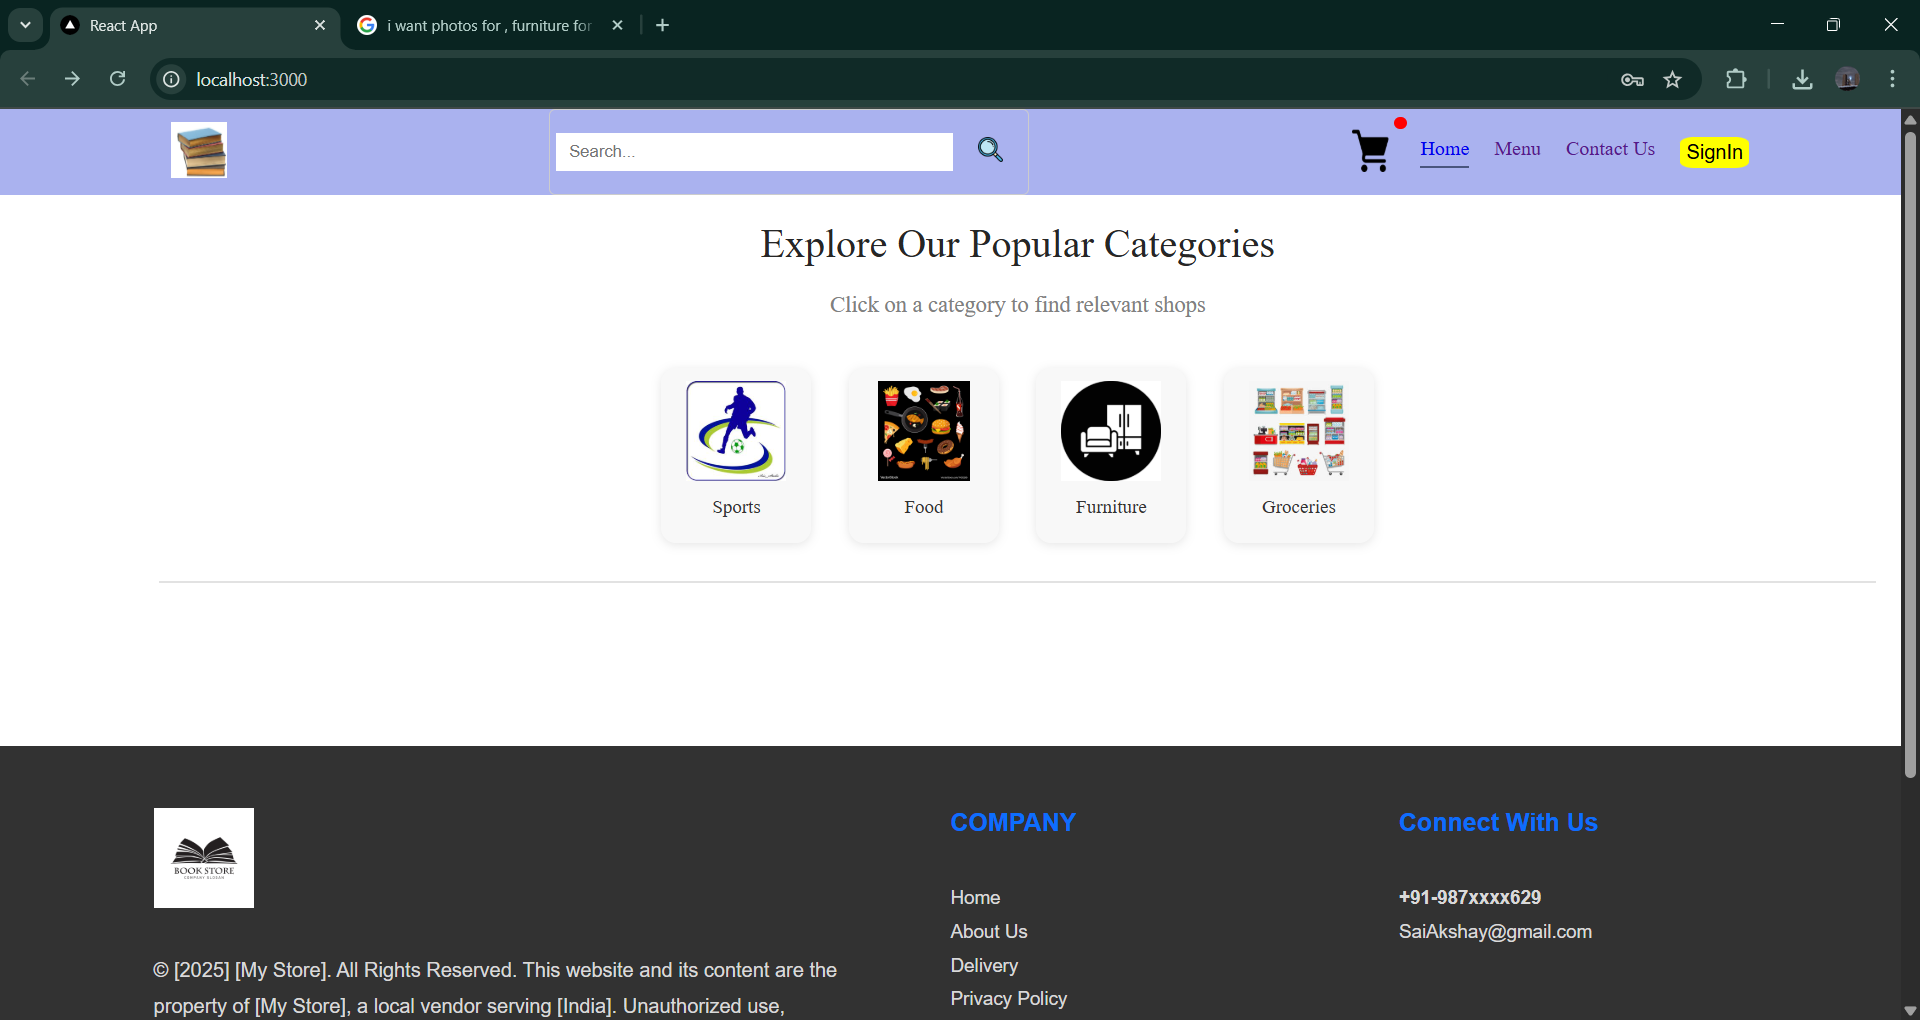 React App
i want photos for , furniture for
localhost:3000
Search...
Home
Menu
Contact Us
SignIn
Explore Our Popular Categories
Click on a category to find relevant shops
Sports
Food
Furniture
Groceries
BOOK STORE
COMPANY SLOGAN
© [2025] [My Store]. All Rights Reserved. This website and its content are the
property of [My Store], a local vendor serving [India]. Unauthorized use,
COMPANY
Home
About Us
Delivery
Privacy Policy
Connect With Us
+91-987xxxx629
SaiAkshay@gmail.com